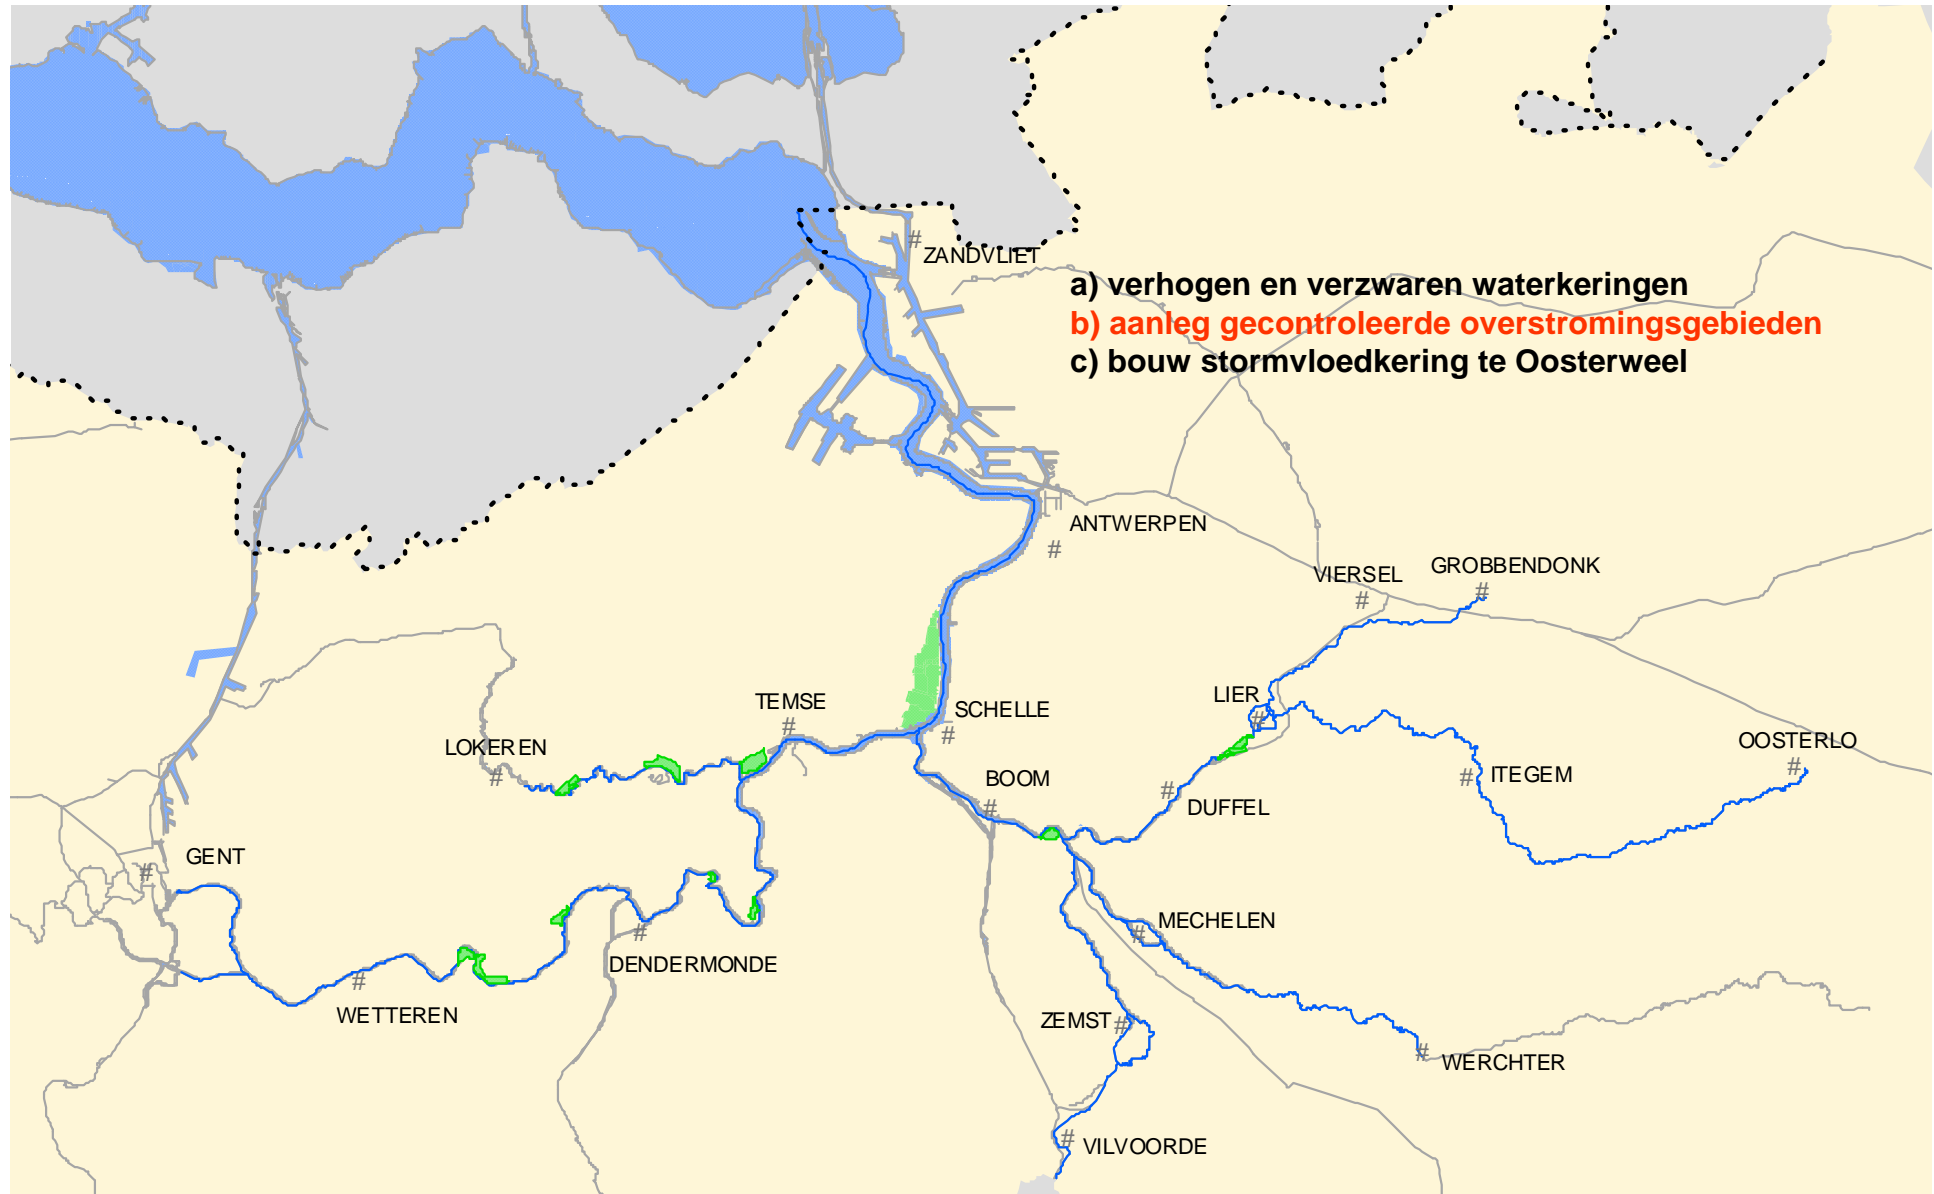 ZANDVLIET
a) verhogen en verzwaren waterkeringen
b) aanleg gecontroleerde overstromingsgebieden
c) bouw stormvloedkering te Oosterweel
ANTWERPEN
VIERSEL
GROBBENDONK
LIER
TEMSE
SCHELLE
LOKEREN
OOSTERLO
BOOM
ITEGEM
DUFFEL
GENT
MECHELEN
DENDERMONDE
WETTEREN
ZEMST
WERCHTER
VILVOORDE